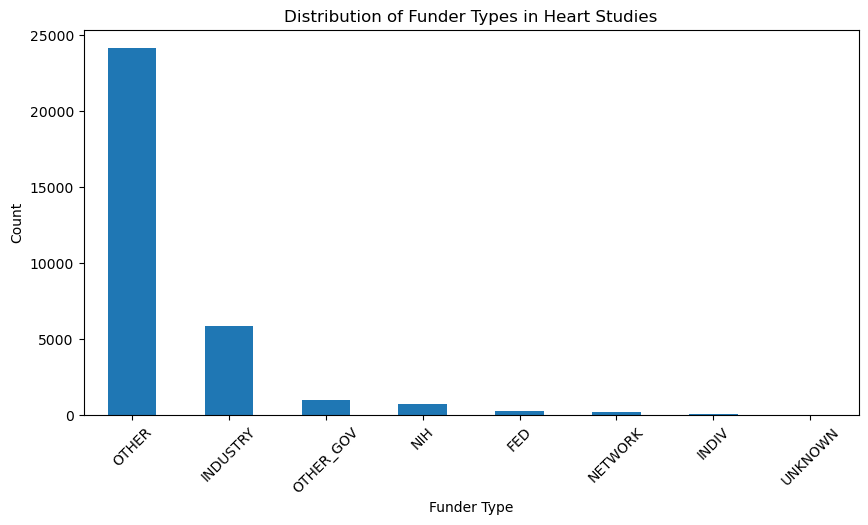 Distribution of Funder Types in Heart Studies
25000
20000
15000
10000
5000
0
Count
OTHER
INDUSTRY
OTHER_GOV
NIH
FED
NETWORK
INDIV
UNKNOWN
Funder Type